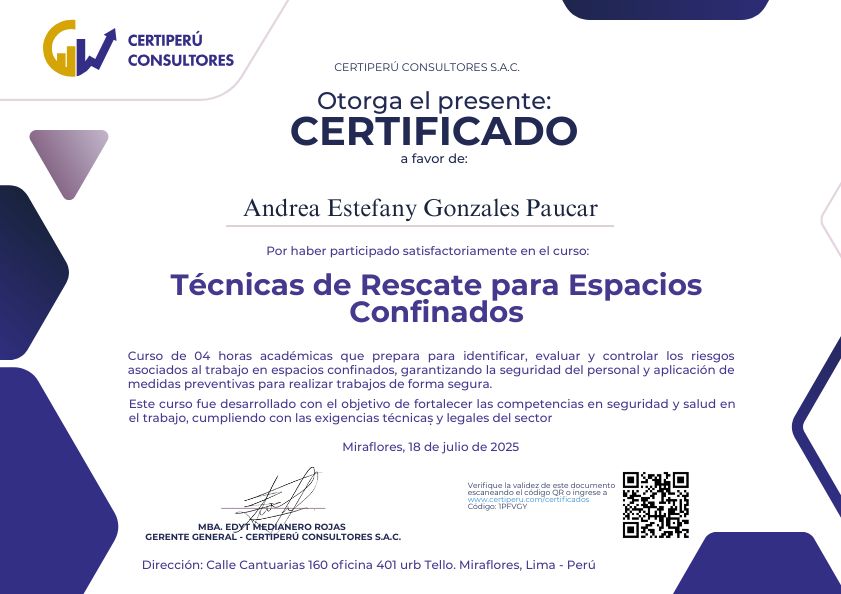 CERTIPERÚ
CONSULTORES
CERTIPERÚ CONSULTORES S.A.C.
Otorga el presente:
CERTIFICADO
a favor de:
Andrea Estefany Gonzales Paucar
Por haber participado satisfactoriamente en el curso:
Técnicas de Rescate para Espacios
Confinados
Curso de 04 horas académicas que prepara para identificar, evaluar y controlar los riesgos
asociados al trabajo en espacios confinados, garantizando la seguridad del personal y aplicación de
medidas preventivas para realizar trabajos de forma segura.
Este curso fue desarrollado con el objetivo de fortalecer las competencias en seguridad y salud en
el trabajo, cumpliendo con las exigencias técnicas y legales del sector
Miraflores, 18 de julio de 2025
Verifique la validez de este documento
escaneando el código QR o ingrese a
www.certiperu.com/certificados
Código: 1PFVGY
MBA. EDYT MEDIANERO ROJAS
GERENTE GENERAL - CERTIPERÚ CONSULTORES S.A.C.
Dirección: Calle Cantuarias 160 oficina 401 urb Tello. Miraflores, Lima - Perú